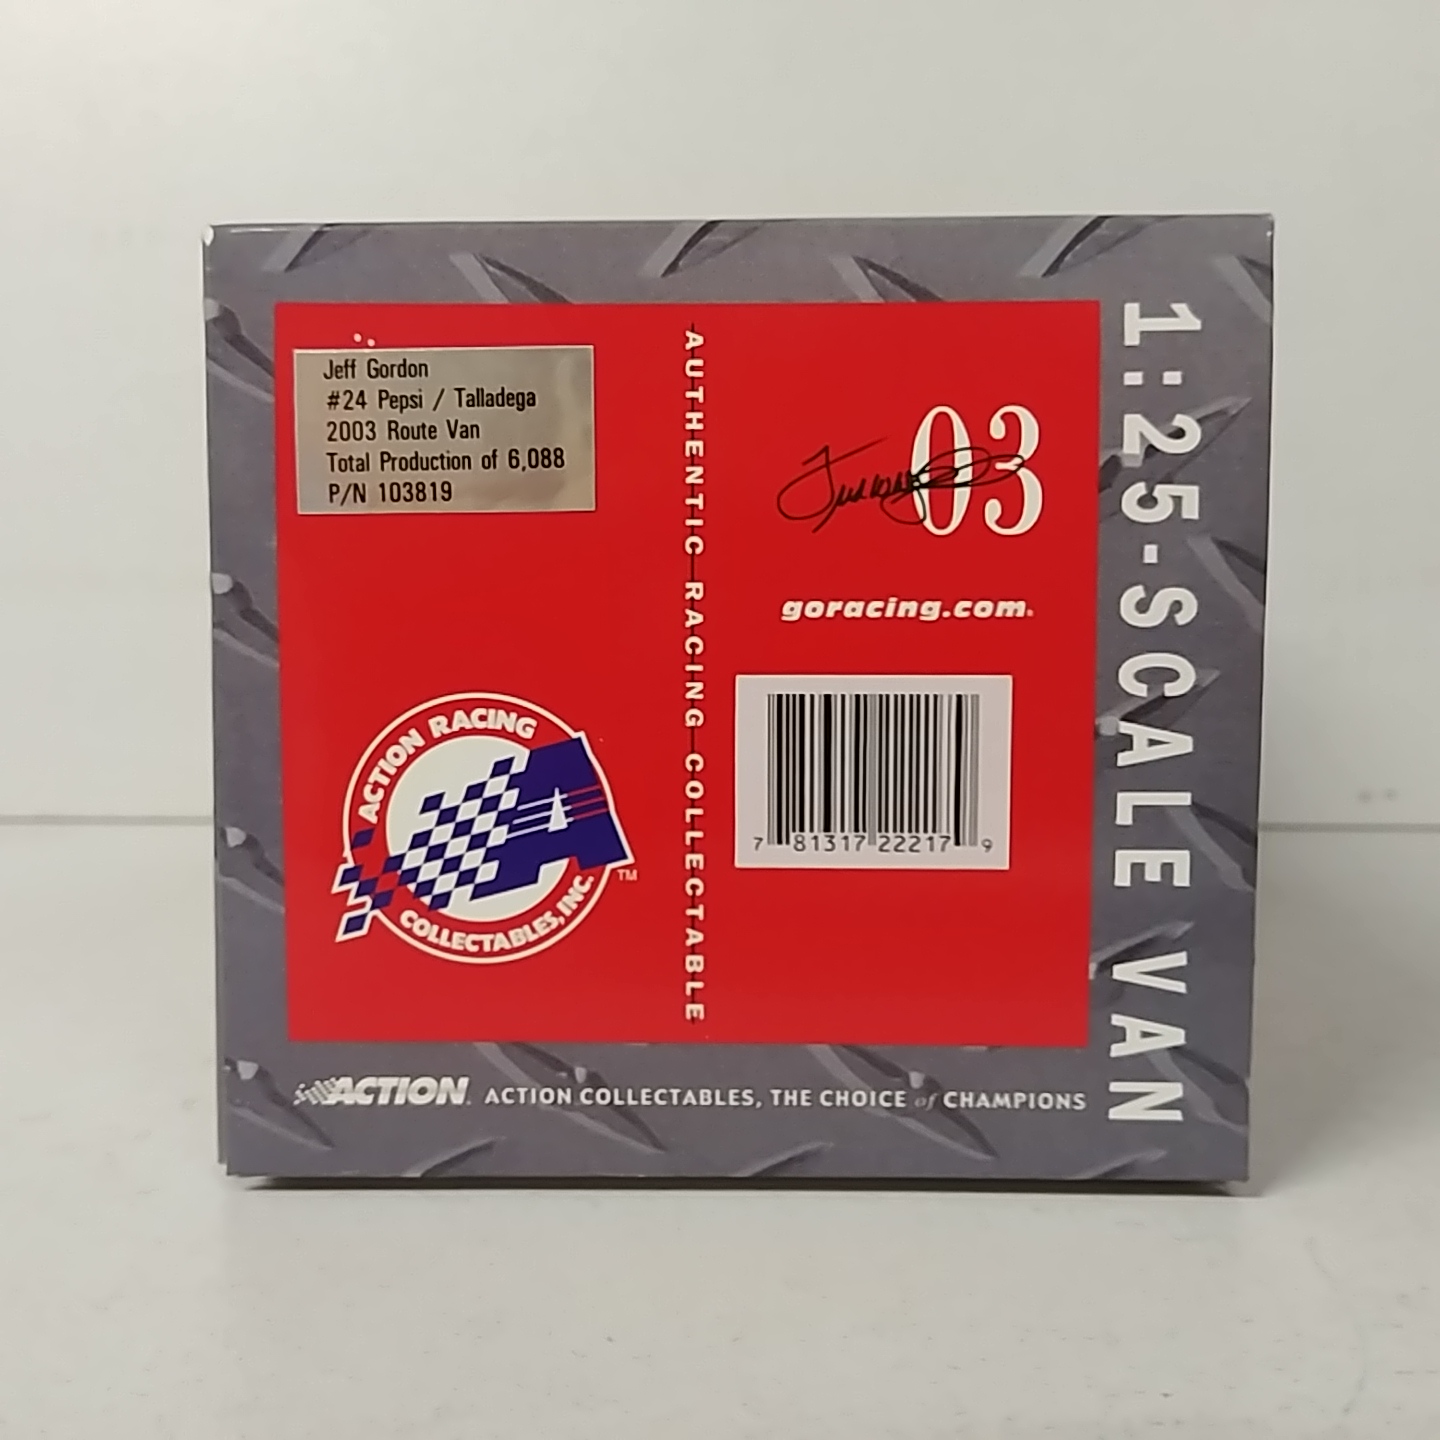 Jeff Gordon
#24 Pepsi / Talladega
2003 Route Van
Total Production of 6,088
P/N 103819
AUTHENTIC RACING COLLECTABLE
03
goracing.com.
7 81317 22217 9
ACTION RACING
COLLECTABLES, INC.
TM
1:25-SCALE VAN
ACTION. ACTION COLLECTABLES, THE CHOICE of CHAMPIONS